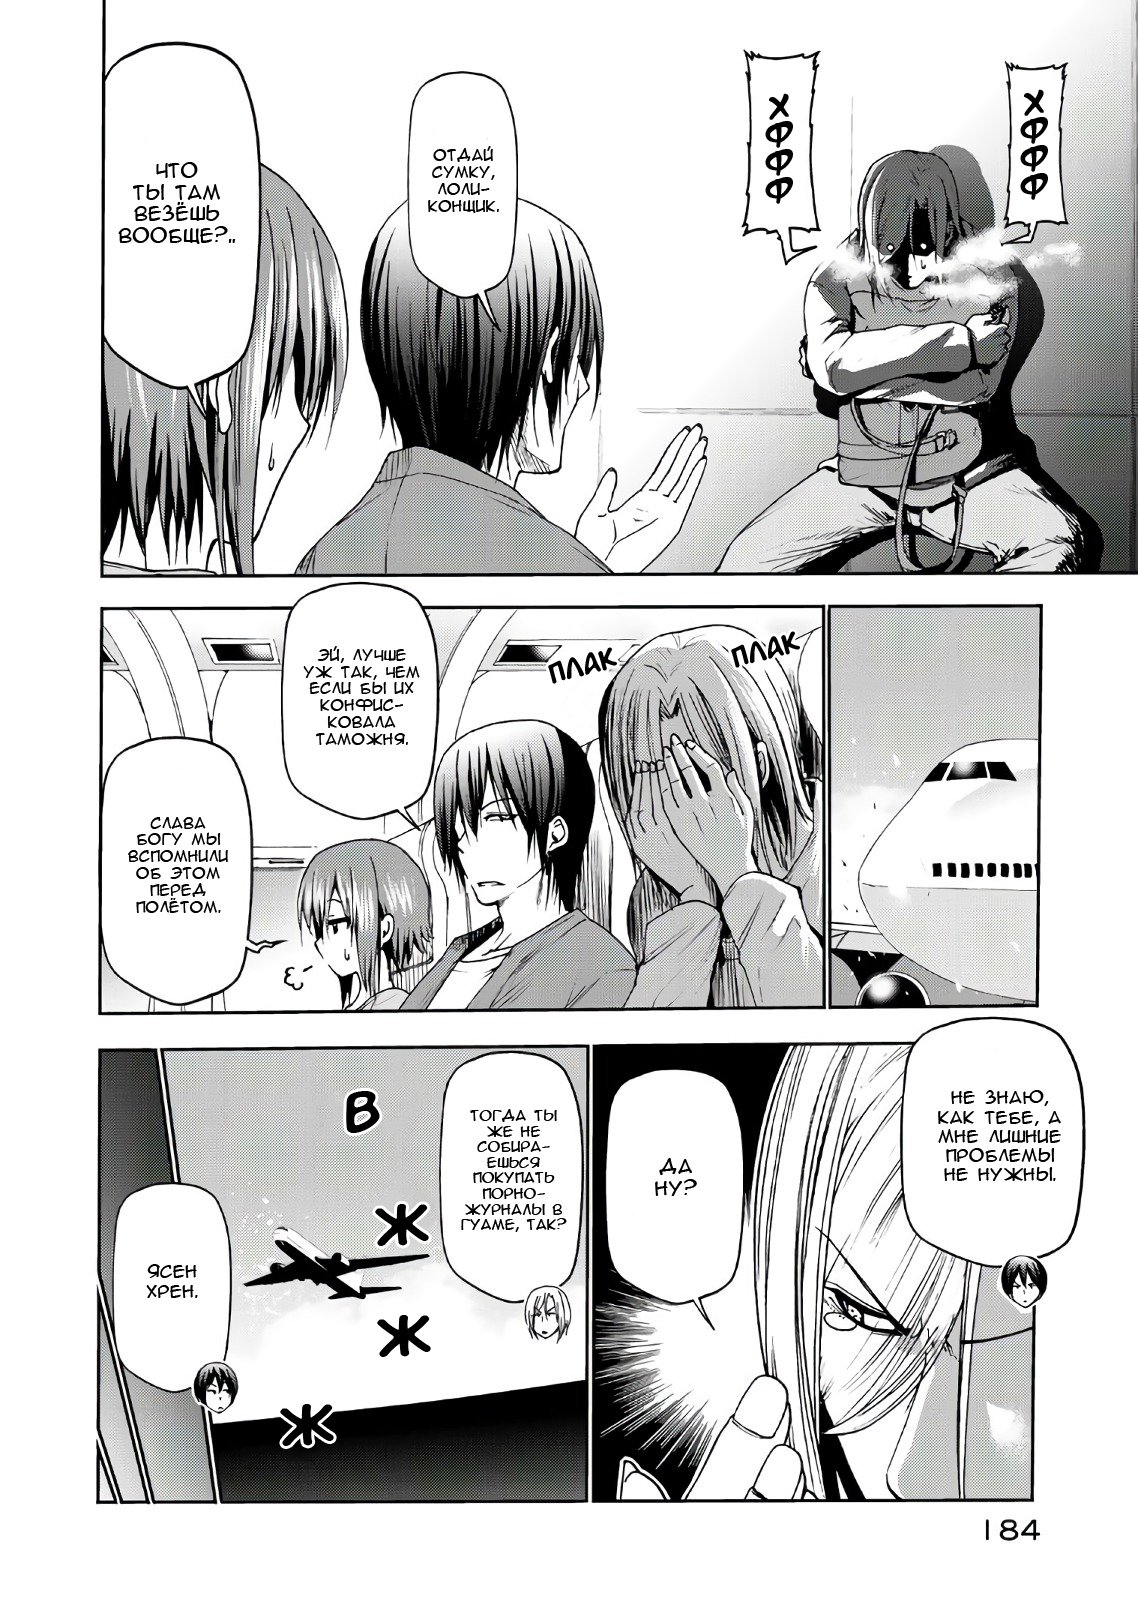 ХФФФ
ХФФФ
ОТДАЙ
СУМКУ,
ЛОЛИ-
КОНЩИК.
ЧТО
ТЫ ТАМ
ВЕЗЁШЬ
ВООБЩЕ?..
ПЛАК
ПЛАК
ЭЙ, ЛУЧШЕ
УЖ ТАК, ЧЕМ
ЕСЛИ БЫ ИХ
КОНФИС-
КОВАЛА
ТАМОЖНЯ.
СЛАВА
БОГУ МЫ
ВСПОМНИЛИ
ОБ ЭТОМ
ПЕРЕД
ПОЛЁТОМ.
НЕ ЗНАЮ,
КАК ТЕБЕ, А
МНЕ ЛИШНИЕ
ПРОБЛЕМЫ
НЕ НУЖНЫ.
ДА
НУ?
ТОГДА ТЫ
ЖЕ НЕ
СОБИРА-
ЕШЬСЯ
ПОКУПАТЬ
ПОРНО-
ЖУРНАЛЫ В
ГУАМЕ, ТАК?
В
Ж
Ж
Ж
ЯСЕН
ХРЕН.
184